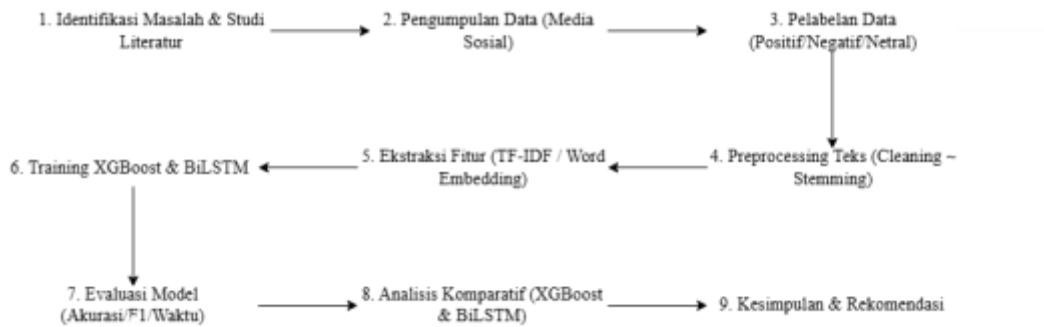 1. Identifikasi Masalah & Studi
Literatur
2. Pengumpulan Data (Media
Sosial)
3. Pelabelan Data
(Positif/Negatif/Netral)
4. Preprocessing Teks (Cleaning ~
Stemming)
5. Ekstraksi Fitur (TF-IDF / Word
Embedding)
6. Training XGBoost & BiLSTM
7. Evaluasi Model
(Akurasi/F1/Waktu)
8. Analisis Komparatif (XGBoost
& BiLSTM)
9. Kesimpulan & Rekomendasi